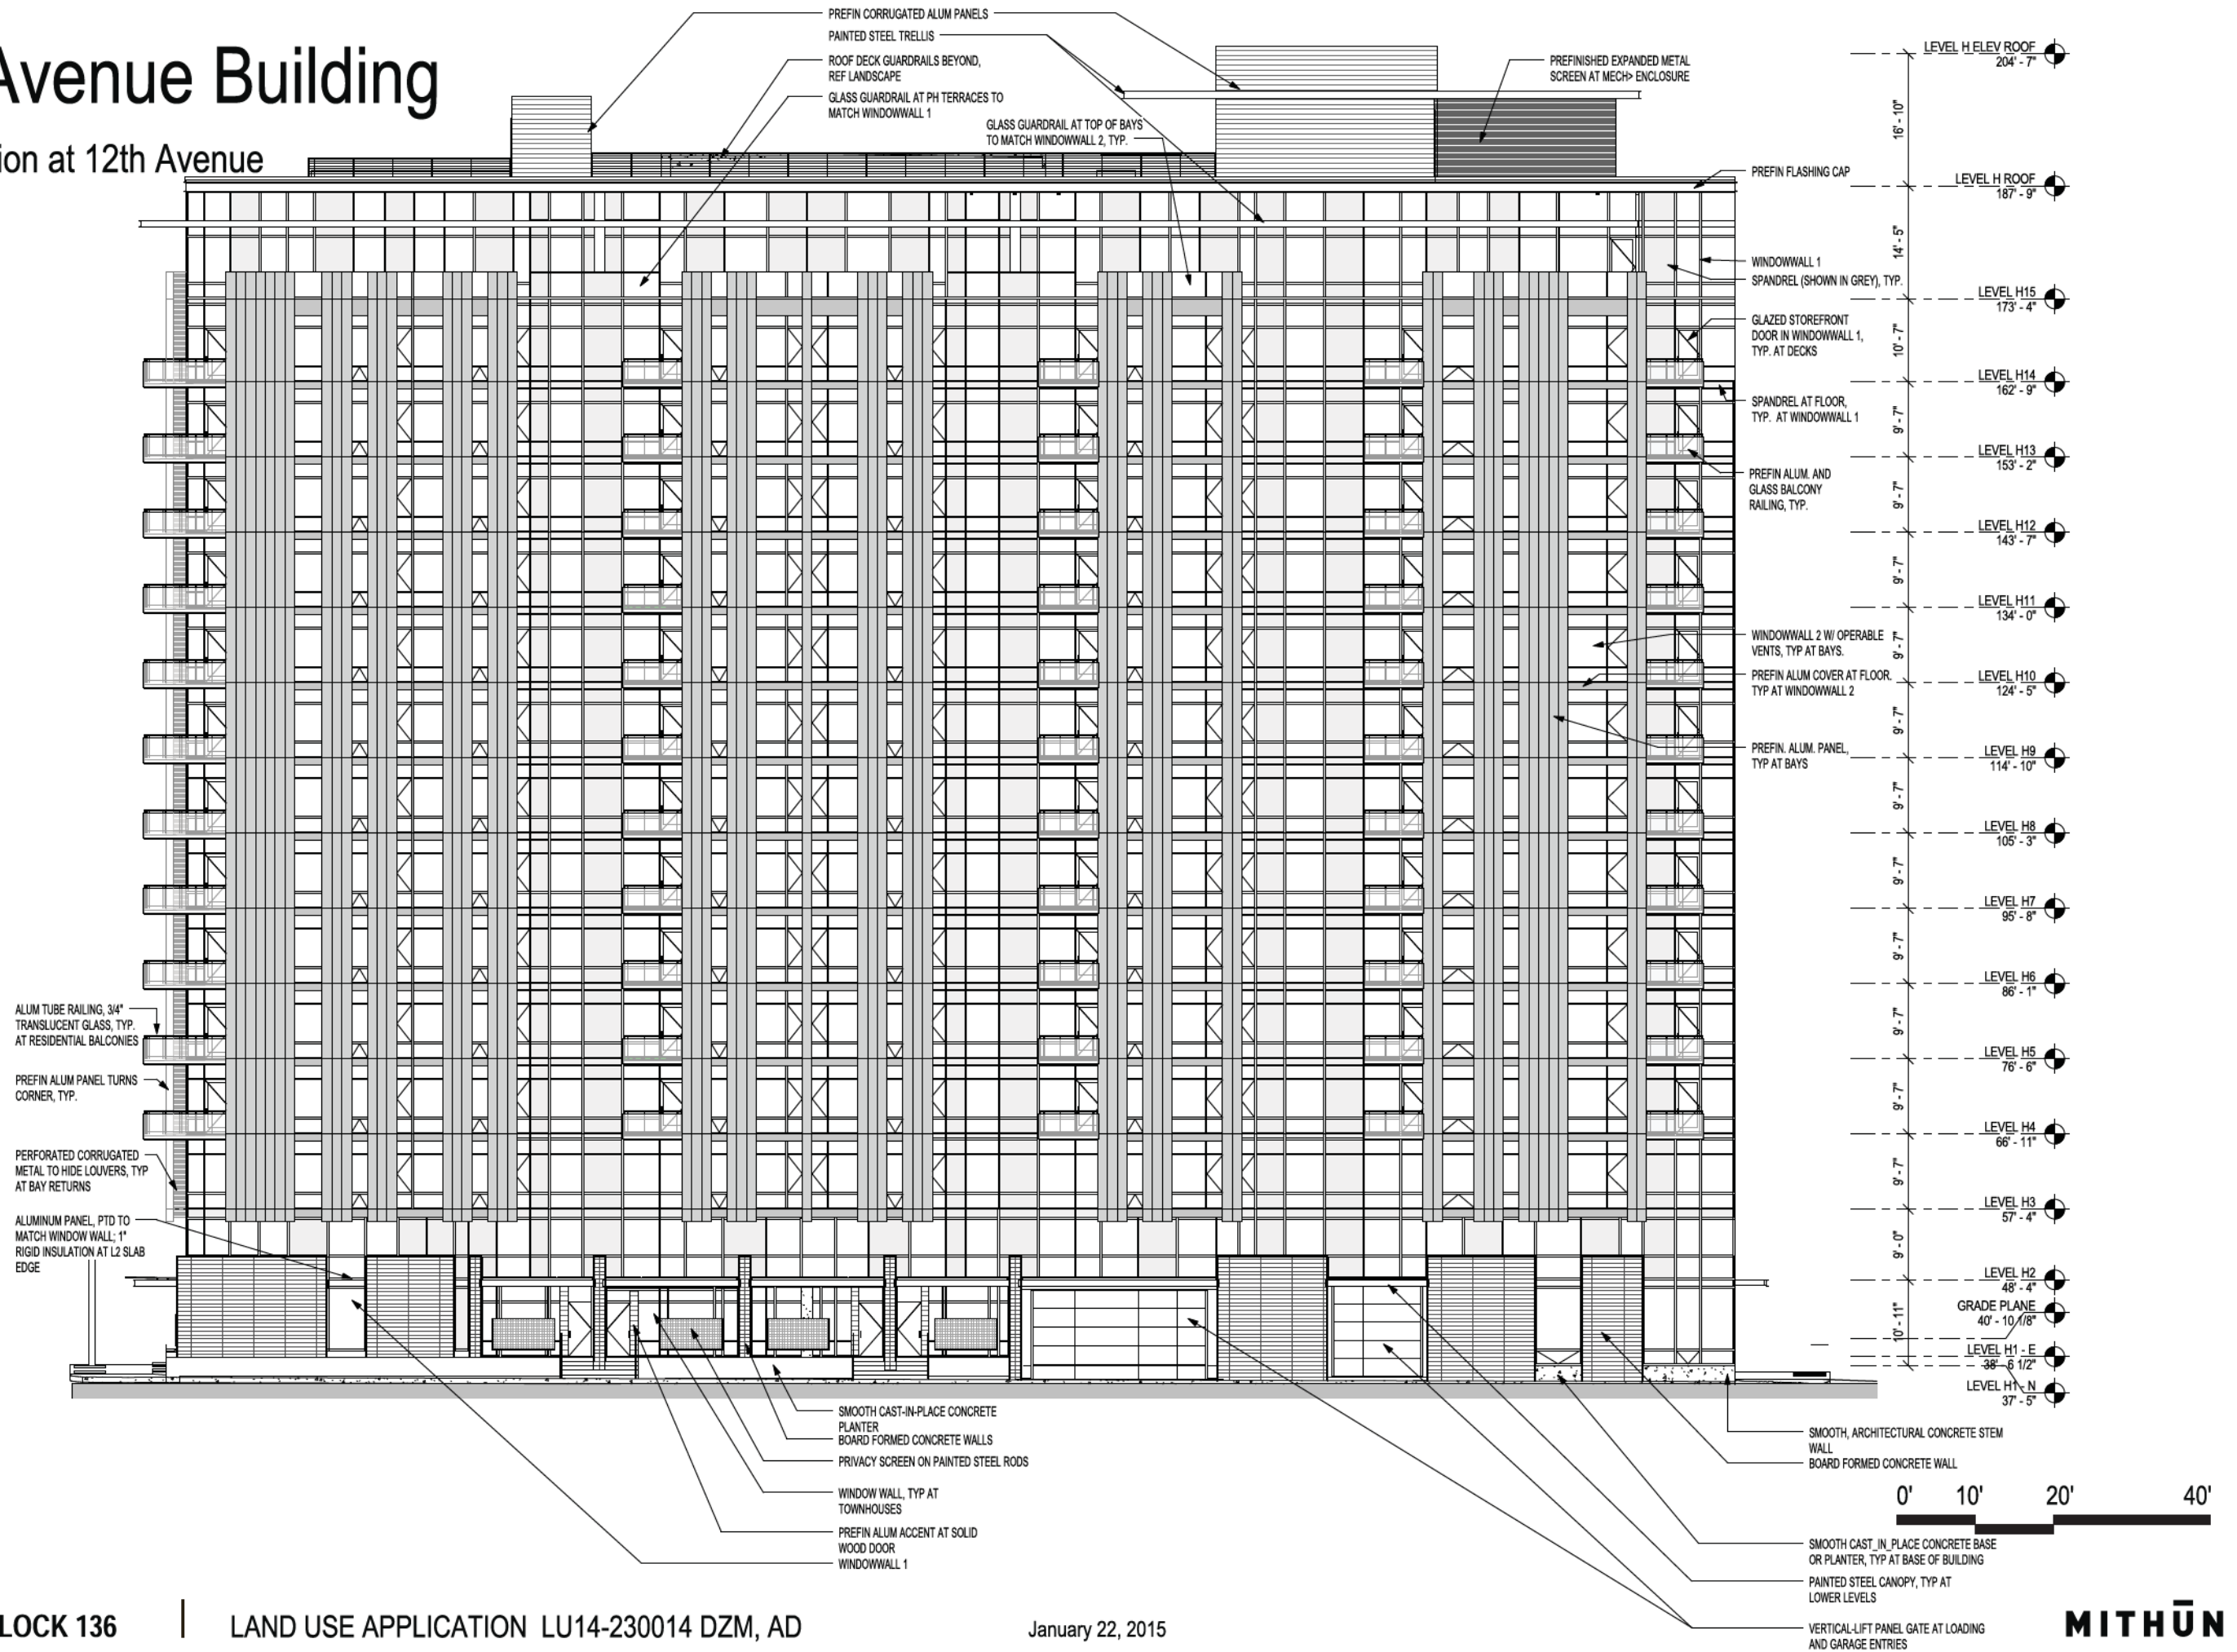 Avenue Building
ion at 12th Avenue
PREFIN CORRUGATED ALUM PANELS
PAINTED STEEL TRELLIS
ROOF DECK GUARDRAILS BEYOND,
REF LANDSCAPE
GLASS GUARDRAIL AT PH TERRACES TO
MATCH WINDOWWALL 1
GLASS GUARDRAIL AT TOP OF BAYS
TO MATCH WINDOWWALL 2, TYP.
PREFINISHED EXPANDED METAL
SCREEN AT MECH> ENCLOSURE
PREFIN FLASHING CAP
WINDOWWALL 1
SPANDREL (SHOWN IN GREY), TYP.
GLAZED STOREFRONT
DOOR IN WINDOWWALL 1,
TYP. AT DECKS
SPANDREL AT FLOOR,
TYP. AT WINDOWWALL 1
PREFIN ALUM. AND
GLASS BALCONY
RAILING, TYP.
WINDOWWALL 2 W/ OPERABLE
VENTS, TYP AT BAYS.
PREFIN ALUM COVER AT FLOOR,
TYP AT WINDOWWALL 2
PREFIN. ALUM. PANEL,
TYP AT BAYS
LEVEL H ELEV ROOF
204' - 7"
16' - 10"
LEVEL H ROOF
187' - 9"
14' - 5"
LEVEL H15
173' - 4"
10' - 7"
LEVEL H14
162' - 9"
9' - 7"
LEVEL H13
153' - 2"
9' - 7"
LEVEL H12
143' - 7"
9' - 7"
LEVEL H11
134' - 0"
9' - 7"
LEVEL H10
124' - 5"
9' - 7"
LEVEL H9
114' - 10"
9' - 7"
LEVEL H8
105' - 3"
9' - 7"
LEVEL H7
95' - 8"
9' - 7"
LEVEL H6
86' - 1"
9' - 7"
LEVEL H5
76' - 6"
9' - 7"
LEVEL H4
66' - 11"
9' - 7"
LEVEL H3
57' - 4"
9' - 0"
LEVEL H2
48' - 4"
GRADE PLANE
40' - 10 1/8"
10' - 11"
LEVEL H1 - E
38' - 6 1/2"
LEVEL H1 - N
37' - 5"
ALUM TUBE RAILING, 3/4"
TRANSLUCENT GLASS, TYP.
AT RESIDENTIAL BALCONIES
PREFIN ALUM PANEL TURNS
CORNER, TYP.
PERFORATED CORRUGATED
METAL TO HIDE LOUVERS, TYP
AT BAY RETURNS
ALUMINUM PANEL, PTD TO
MATCH WINDOW WALL; 1"
RIGID INSULATION AT L2 SLAB
EDGE
SMOOTH CAST-IN-PLACE CONCRETE
PLANTER
BOARD FORMED CONCRETE WALLS
PRIVACY SCREEN ON PAINTED STEEL RODS
WINDOW WALL, TYP AT
TOWNHOUSES
PREFIN ALUM ACCENT AT SOLID
WOOD DOOR
WINDOWWALL 1
SMOOTH, ARCHITECTURAL CONCRETE STEM
WALL
BOARD FORMED CONCRETE WALL
0' 10' 20' 40'
SMOOTH CAST_IN_PLACE CONCRETE BASE
OR PLANTER, TYP AT BASE OF BUILDING
PAINTED STEEL CANOPY, TYP AT
LOWER LEVELS
VERTICAL-LIFT PANEL GATE AT LOADING
AND GARAGE ENTRIES
LOCK 136 | LAND USE APPLICATION LU14-230014 DZM, AD
January 22, 2015
MITHŪN